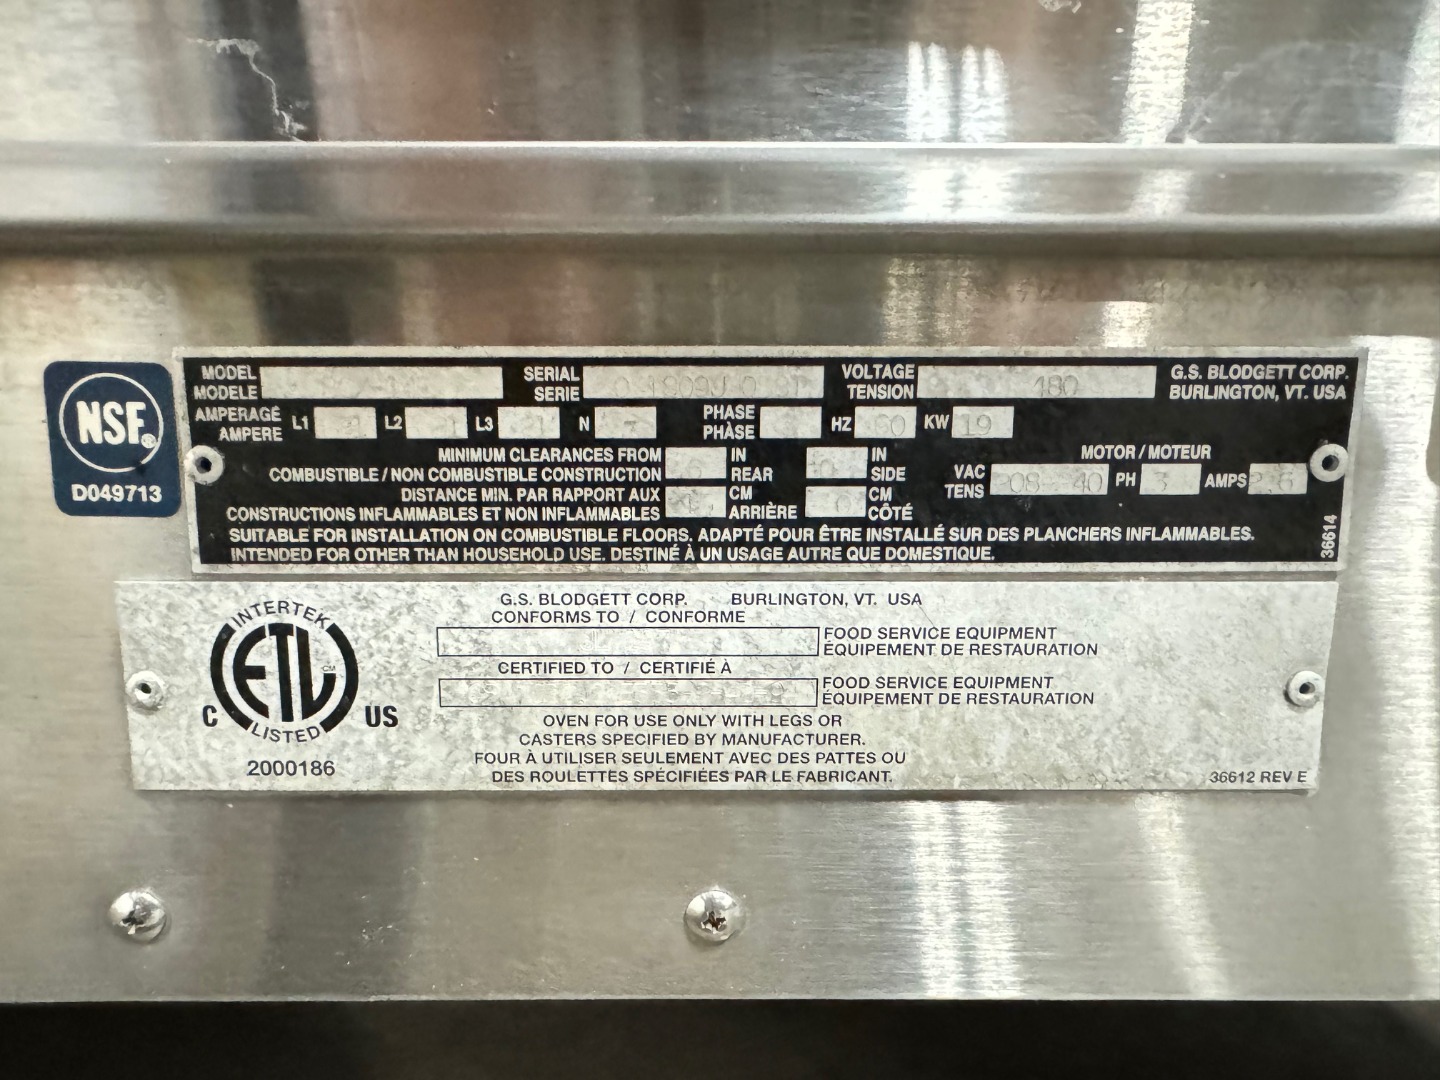 NSF®
D049713
MODEL
MODELE
SERIAL
SERIE
VOLTAGE
TENSION 480
G.S. BLODGETT CORP.
BURLINGTON, VT. USA
AMPERAGE
AMPERE
L1 L2 L3 21 N
PHASE
PHÀSE
HZ 60 KW 19
MINIMUM CLEARANCES FROM
COMBUSTIBLE / NON COMBUSTIBLE CONSTRUCTION
6 IN
REAR
6 IN
SIDE
DISTANCE MIN. PAR RAPPORT AUX
CONSTRUCTIONS INFLAMMABLES ET NON INFLAMMABLES
CM
ARRIÈRE
CM
CÔTÉ
MOTOR / MOTEUR
VAC
TENS
PH 3 AMPS
SUITABLE FOR INSTALLATION ON COMBUSTIBLE FLOORS. ADAPTÉ POUR ÊTRE INSTALLÉ SUR DES PLANCHERS INFLAMMABLES.
INTENDED FOR OTHER THAN HOUSEHOLD USE. DESTINÉ À UN USAGE AUTRE QUE DOMESTIQUE.
36614
INTERTEK
ETL CM
LISTED
C US
2000186
G.S. BLODGETT CORP. BURLINGTON, VT. USA
CONFORMS TO / CONFORME
FOOD SERVICE EQUIPMENT
ÉQUIPEMENT DE RESTAURATION
CERTIFIED TO / CERTIFIÉ À
FOOD SERVICE EQUIPMENT
ÉQUIPEMENT DE RESTAURATION
OVEN FOR USE ONLY WITH LEGS OR
CASTERS SPECIFIED BY MANUFACTURER.
FOUR À UTILISER SEULEMENT AVEC DES PATTES OU
DES ROULETTES SPÉCIFIÉES PAR LE FABRICANT.
36612 REV E